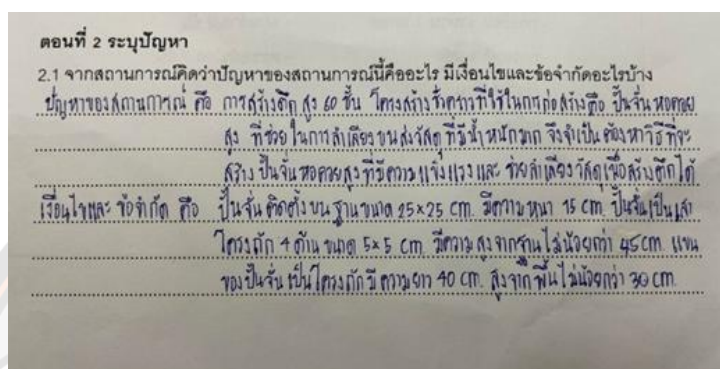 ตอนที่ 2 ระบุปัญหา
2.1 จากสถานการณ์คิดว่าปัญหาของสถานการณ์นี้คืออะไร มีเงื่อนไขและข้อจำกัดอะไรบ้าง
ปัญหาของสถานการณ์ คือ การสร้างตึก สูง 60 ชั้น โครงสร้างชั่วคราวที่ใช้ในการก่อสร้างคือ ปั้นจั่นหอคอย
สูง ที่ช่วยในการลำเลียง ขนส่งวัสดุ ที่มีน้ำหนักมาก จึงจำเป็นต้องหาวิธีที่จะ
สร้าง ปั้นจั่นหอคอยสูงที่มีความแข็งแรงและ ช่วยลำเลียงวัสดุเพื่อสร้างตึกได้
เงื่อนไขและ ข้อจำกัด คือ ปั้นจั่น ติดตั้งบน ฐานขนาด 25×25 cm. มีความหนา 15 cm. ปั้นจั่นเป็นเสา
โครงถัก 4 ด้าน ขนาด 5×5 cm. มีความสูงจากฐานไม่น้อยกว่า 45 cm. แขน
ของปั้นจั่น เป็นโครงถักมีความยาว 40 cm. สูงจากพื้นไม่น้อยกว่า 30 cm.